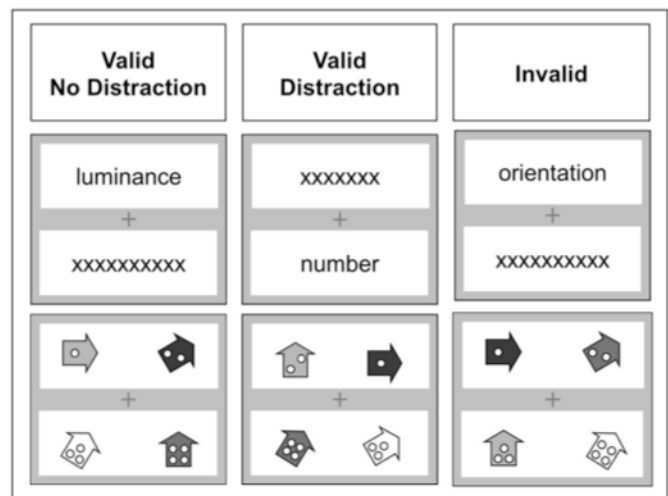 Valid
No Distraction
Valid
Distraction
Invalid
luminance
+
xxxxxxxxxx
xxxxxxx
+
number
orientation
+
xxxxxxxxxx
+
+
+